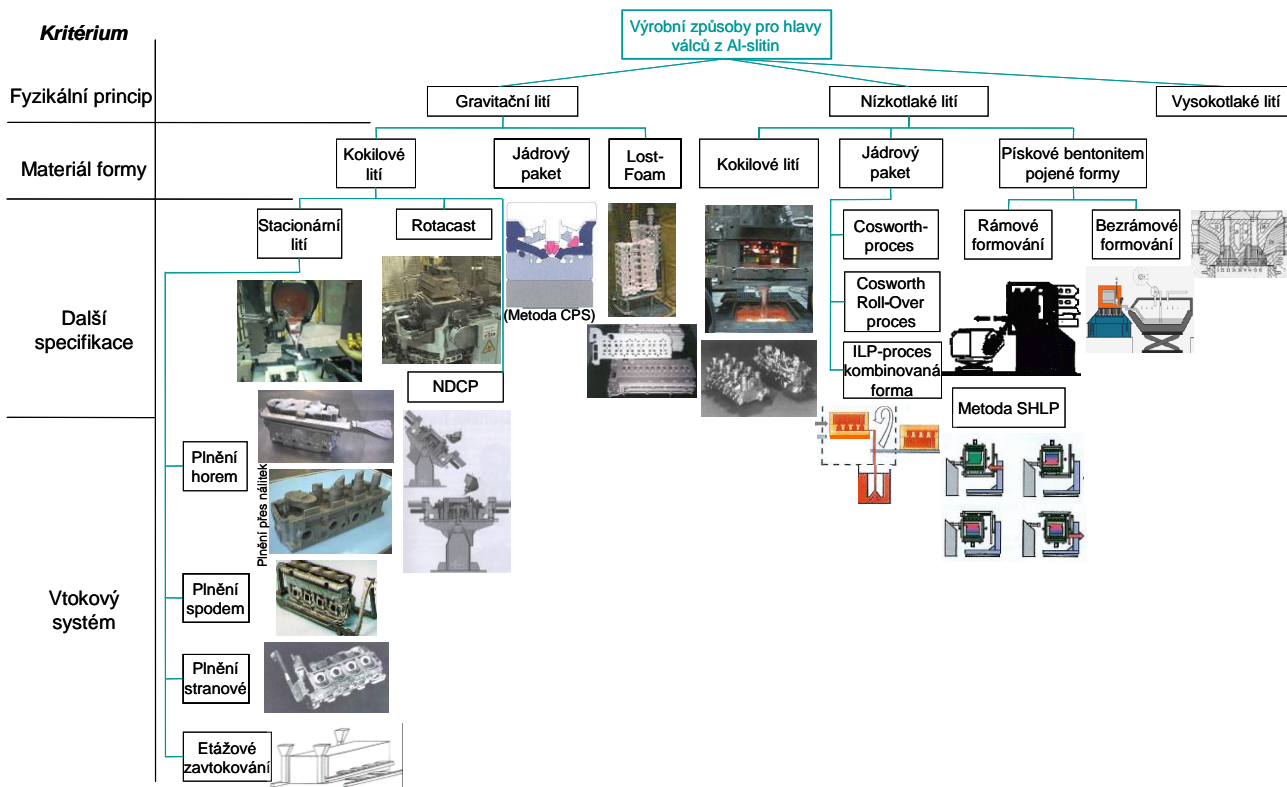 Kritérium
Výrobní způsoby pro hlavy
válců z Al-slitin
Fyzikální princip
Gravitační lití
Nízkotlaké lití
Vysokotlaké lití
Materiál formy
Kokilové
lití
Jádrový
paket
Lost-
Foam
Kokilové lití
Jádrový
paket
Pískové bentonitem
pojené formy
Další
specifikace
Stacionární
lití
Rotacast
(Metoda CPS)
NDCP
Cosworth-
proces
Cosworth
Roll-Over
proces
ILP-proces
kombinovaná
forma
Rámové
formování
Bezrámové
formování
Metoda SHLP
Vtokový
systém
Plnění
horem
Plnění přes nálitek
Plnění
spodem
Plnění
stranové
Etážové
zavtokování